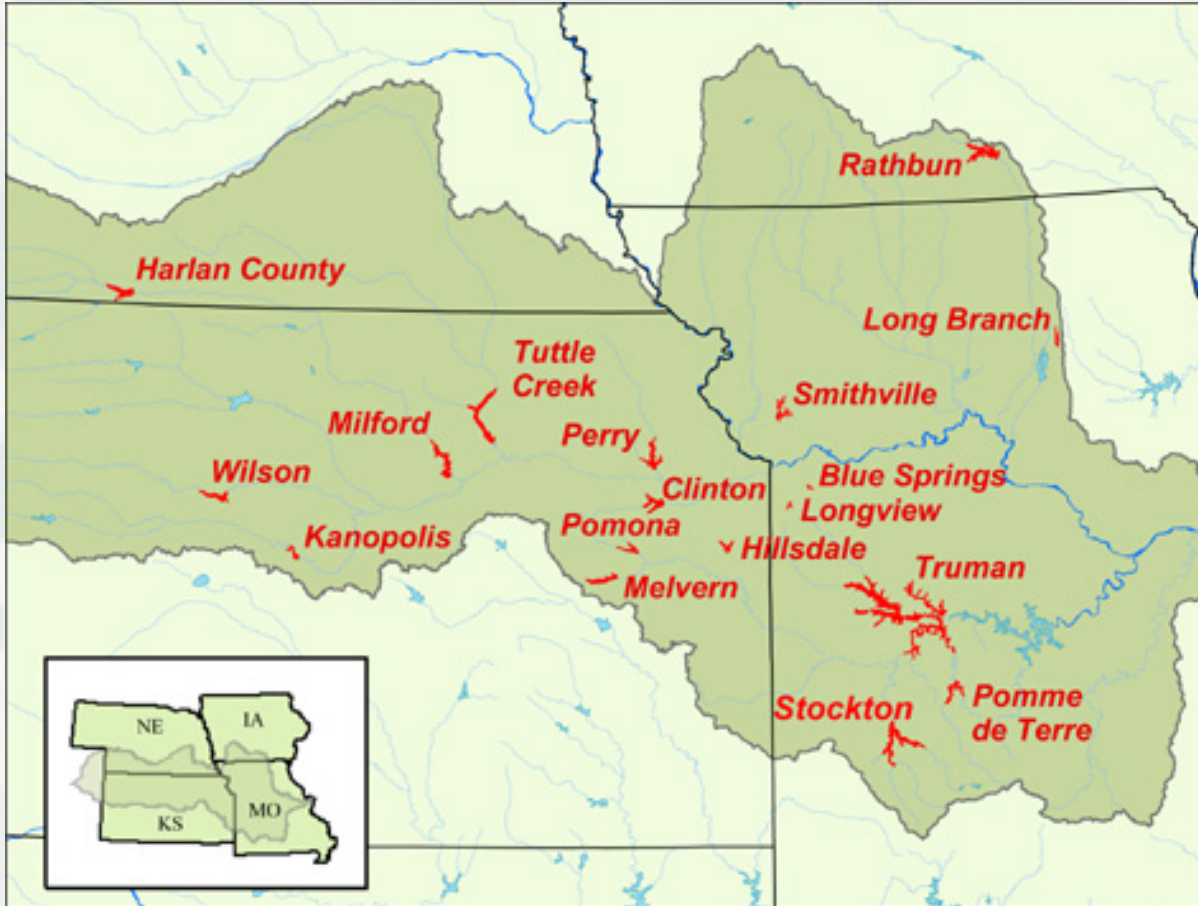 Rathbun
Harlan County
Long Branch
Tuttle
Creek
Smithville
Milford
Perry
Wilson
Blue Springs
Clinton
Longview
Pomona
Kanopolis
Hillsdale
Truman
Melvern
Pomme
de Terre
Stockton
NE
IA
MO
KS